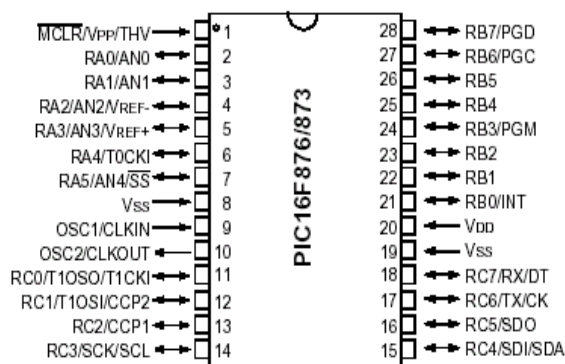 MCLR/VPP/THV 1 28 RB7/PGD
RA0/AN0 2 27 RB6/PGC
RA1/AN1 3 26 RB5
RA2/AN2/VREF- 4 25 RB4
RA3/AN3/VREF+ 5 24 RB3/PGM
RA4/T0CKI 6 23 RB2
RA5/AN4/SS 7 22 RB1
VSS 8 21 RB0/INT
OSC1/CLKIN 9 20 VDD
OSC2/CLKOUT 10 19 VSS
RC0/T1OSO/T1CKI 11 18 RC7/RX/DT
RC1/T1OSI/CCP2 12 17 RC6/TX/CK
RC2/CCP1 13 16 RC5/SDO
RC3/SCK/SCL 14 15 RC4/SDI/SDA
PIC16F876/873